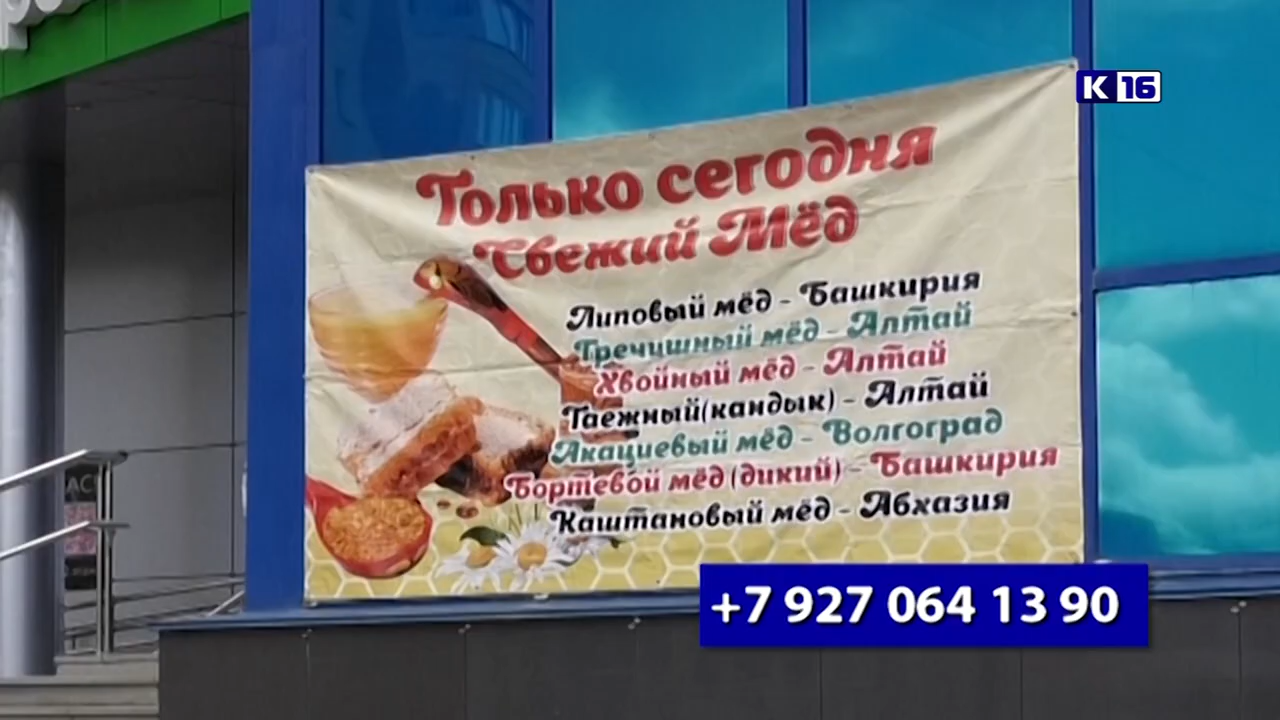 К 16
Только сегодня
Свежий Мёд
Липовый мёд - Башкирия
Гречишный мёд - Алтай
Хвойный мёд - Алтай
Таежный(кандык) - Алтай
Акациевый мёд - Волгоград
Бортевой мёд (дикий) - Башкирия
Каштановый мёд - Абхазия
+7 927 064 13 90